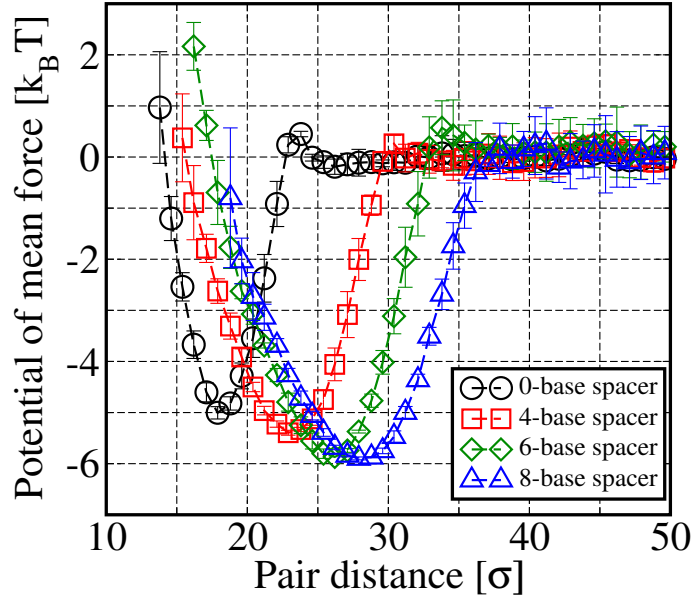 Potential of mean force [k_BT]
2
0
-2
-4
-6
0-base spacer
4-base spacer
6-base spacer
8-base spacer
10 20 30 40 50
Pair distance [σ]